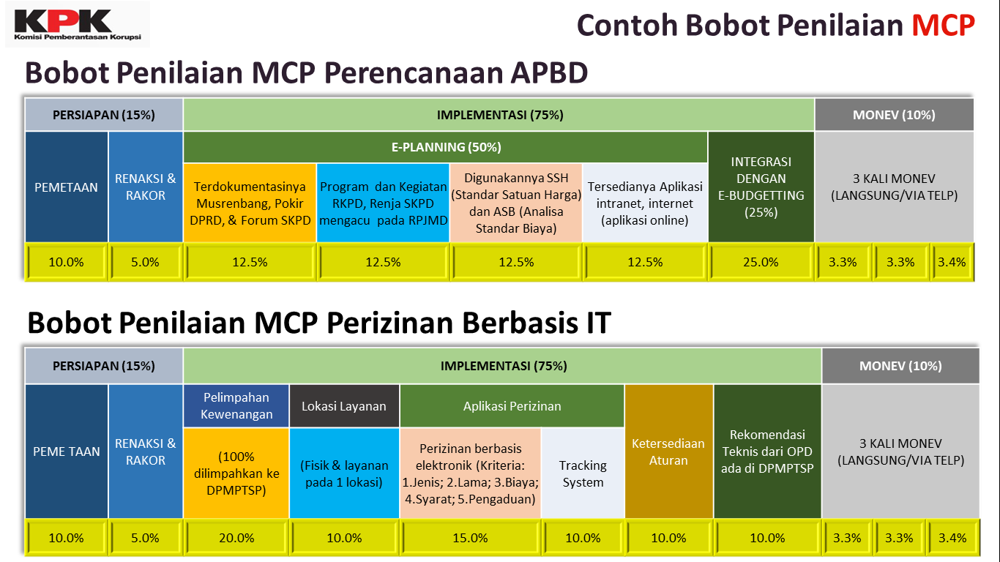 KPK
Komisi Pemberantasan Korupsi
Contoh Bobot Penilaian MCP
Bobot Penilaian MCP Perencanaan APBD
PERSIAPAN (15%)
IMPLEMENTASI (75%)
MONEV (10%)
PEMETAAN
RENAKSI &
RAKOR
E-PLANNING (50%)
Terdokumentasinya
Musrenbang, Pokir
DPRD, & Forum SKPD
Program dan Kegiatan
RKPD, Renja SKPD
mengacu pada RPJMD
Digunakannya SSH
(Standar Satuan Harga)
dan ASB (Analisa
Standar Biaya)
Tersedianya Aplikasi
intranet, internet
(aplikasi online)
INTEGRASI
DENGAN
E-BUDGETTING
(25%)
3 KALI MONEV
(LANGSUNG/VIA TELP)
10.0%
5.0%
12.5%
12.5%
12.5%
12.5%
25.0%
3.3%
3.3%
3.4%
Bobot Penilaian MCP Perizinan Berbasis IT
PERSIAPAN (15%)
IMPLEMENTASI (75%)
MONEV (10%)
PEME TAAN
RENAKSI &
RAKOR
Pelimpahan
Kewenangan
(100%
dilimpahkan ke
DPMPTSP)
Lokasi Layanan
(Fisik & layanan
pada 1 lokasi)
Aplikasi Perizinan
Perizinan berbasis
elektronik (Kriteria:
1.Jenis; 2.Lama; 3.Biaya;
4.Syarat; 5.Pengaduan)
Tracking
System
Ketersediaan
Aturan
Rekomendasi
Teknis dari OPD
ada di DPMPTSP
3 KALI MONEV
(LANGSUNG/VIA TELP)
10.0%
5.0%
20.0%
10.0%
15.0%
10.0%
10.0%
10.0%
3.3%
3.3%
3.4%